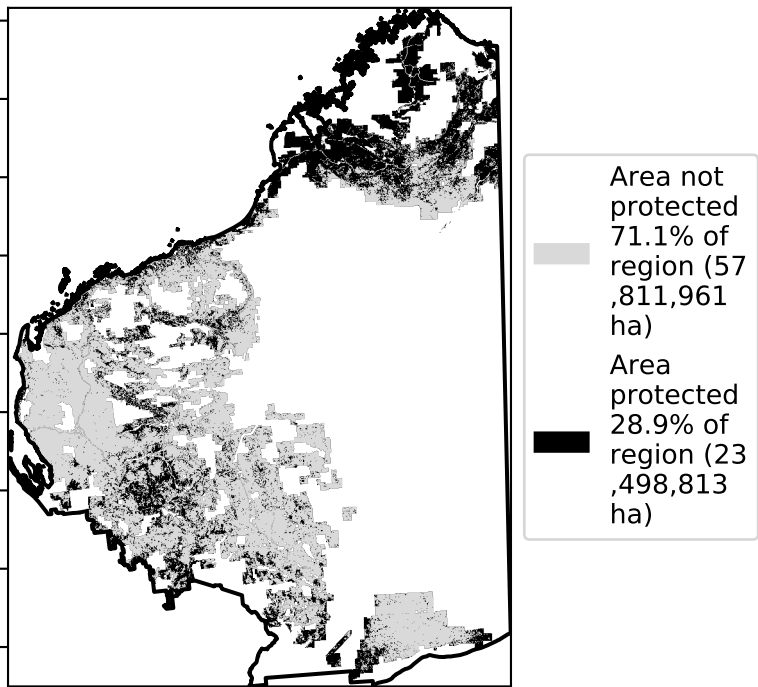 Area not
protected
71.1% of
region (57
,811,961
ha)
Area
protected
28.9% of
region (23
,498,813
ha)